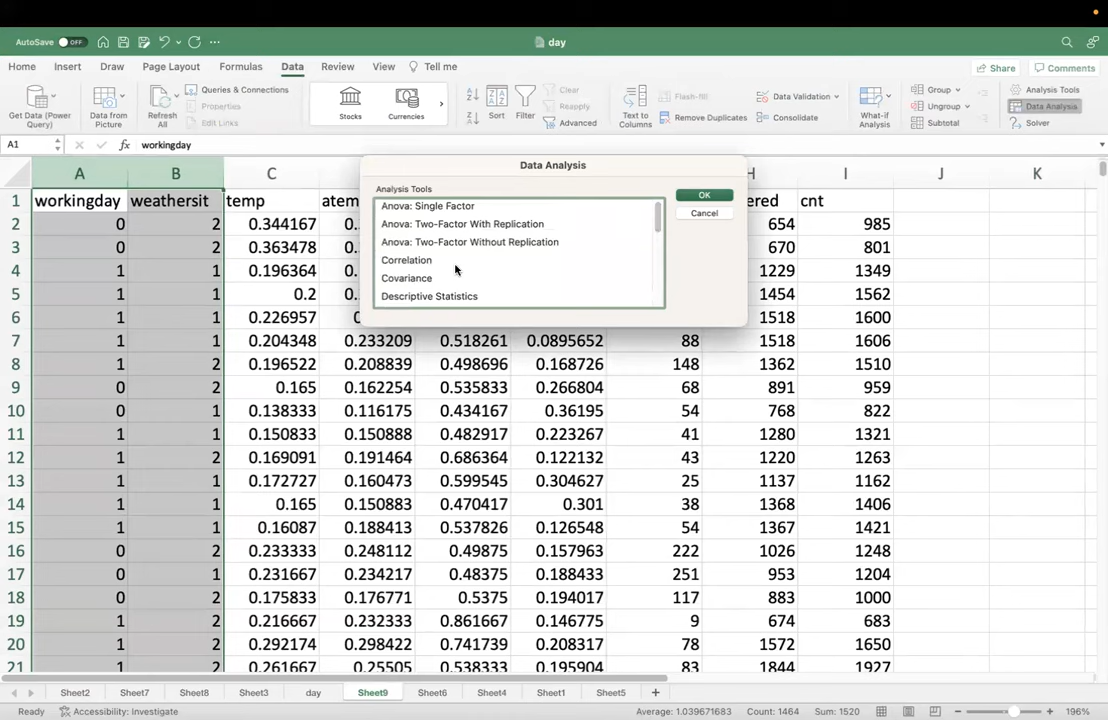 AutoSave OFF ... day
Home Insert Draw Page Layout Formulas Data Review View Tell me Share Comments
Get Data (Power Query)
Data from Picture
Refresh All
Queries & Connections
Properties
Edit Links
Stocks
Currencies
Sort
Filter
Clear
Reapply
Advanced
Text to Columns
Flash-fill
Remove Duplicates
Data Validation
Consolidate
What-if Analysis
Group
Ungroup
Subtotal
Analysis Tools
Data Analysis
Solver
A1 fx workingday
Data Analysis
Analysis Tools
Anova: Single Factor
Anova: Two-Factor With Replication
Anova: Two-Factor Without Replication
Correlation
Covariance
Descriptive Statistics
OK
Cancel
A B C H I J K
1 workingday weathersit temp atem ered cnt
2 0 2 0.344167 0. 654 985
3 0 2 0.363478 0. 670 801
4 1 1 0.196364 0. 1229 1349
5 1 1 0.2 0. 1454 1562
6 1 1 0.226957 0. 1518 1600
7 1 1 0.204348 0.233209 0.518261 0.0895652 88 1518 1606
8 1 2 0.196522 0.208839 0.498696 0.168726 148 1362 1510
9 0 2 0.165 0.162254 0.535833 0.266804 68 891 959
10 0 1 0.138333 0.116175 0.434167 0.36195 54 768 822
11 1 1 0.150833 0.150888 0.482917 0.223267 41 1280 1321
12 1 2 0.169091 0.191464 0.686364 0.122132 43 1220 1263
13 1 1 0.172727 0.160473 0.599545 0.304627 25 1137 1162
14 1 1 0.165 0.150883 0.470417 0.301 38 1368 1406
15 1 1 0.16087 0.188413 0.537826 0.126548 54 1367 1421
16 0 2 0.233333 0.248112 0.49875 0.157963 222 1026 1248
17 0 1 0.231667 0.234217 0.48375 0.188433 251 953 1204
18 0 2 0.175833 0.176771 0.5375 0.194017 117 883 1000
19 1 2 0.216667 0.232333 0.861667 0.146775 9 674 683
20 1 2 0.292174 0.298422 0.741739 0.208317 78 1572 1650
21 1 2 0.261667 0.25505 0.538333 0.195904 83 1844 1927
Sheet2 Sheet7 Sheet8 Sheet3 day Sheet9 Sheet6 Sheet4 Sheet1 Sheet5 +
Ready Accessibility: Investigate Average: 1.039671683 Count: 1464 Sum: 1520 − + 196%